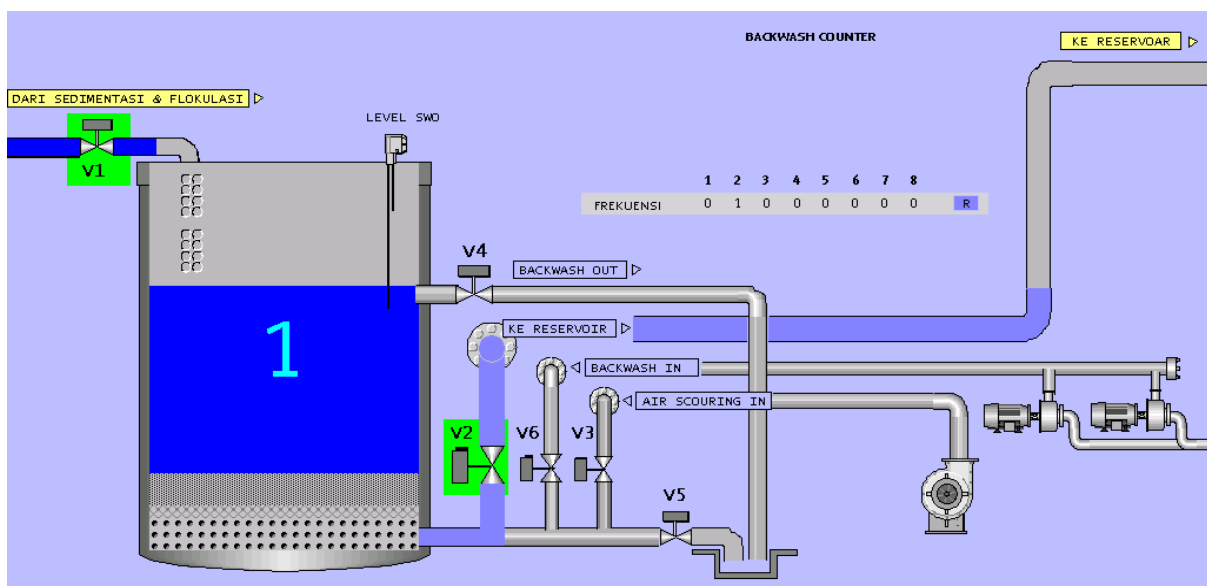 BACKWASH COUNTER
KE RESERVOAR
DARI SEDIMENTASI & FLOKULASI
LEVEL SWO
V1
1 2 3 4 5 6 7 8
FREKUENSI 0 1 0 0 0 0 0 0 R
V4
BACKWASH OUT
1
KE RESERVOIR
BACKWASH IN
AIR SCOURING IN
V2 V6 V3
V5